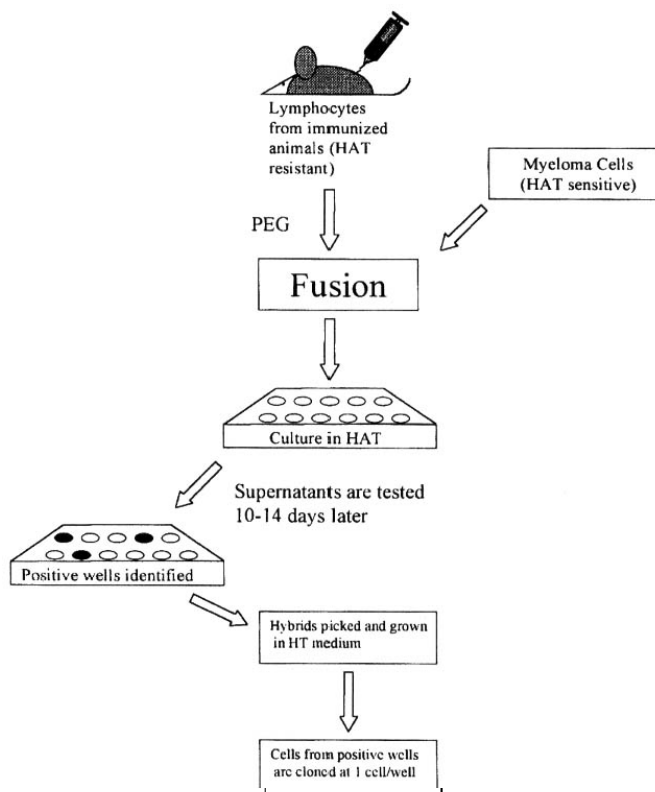 Lymphocytes
from immunized
animals (HAT
resistant)
Myeloma Cells
(HAT sensitive)
PEG
Fusion
Culture in HAT
Supernatants are tested
10-14 days later
Positive wells identified
Hybrids picked and grown
in HT medium
Cells from positive wells
are cloned at 1 cell/well